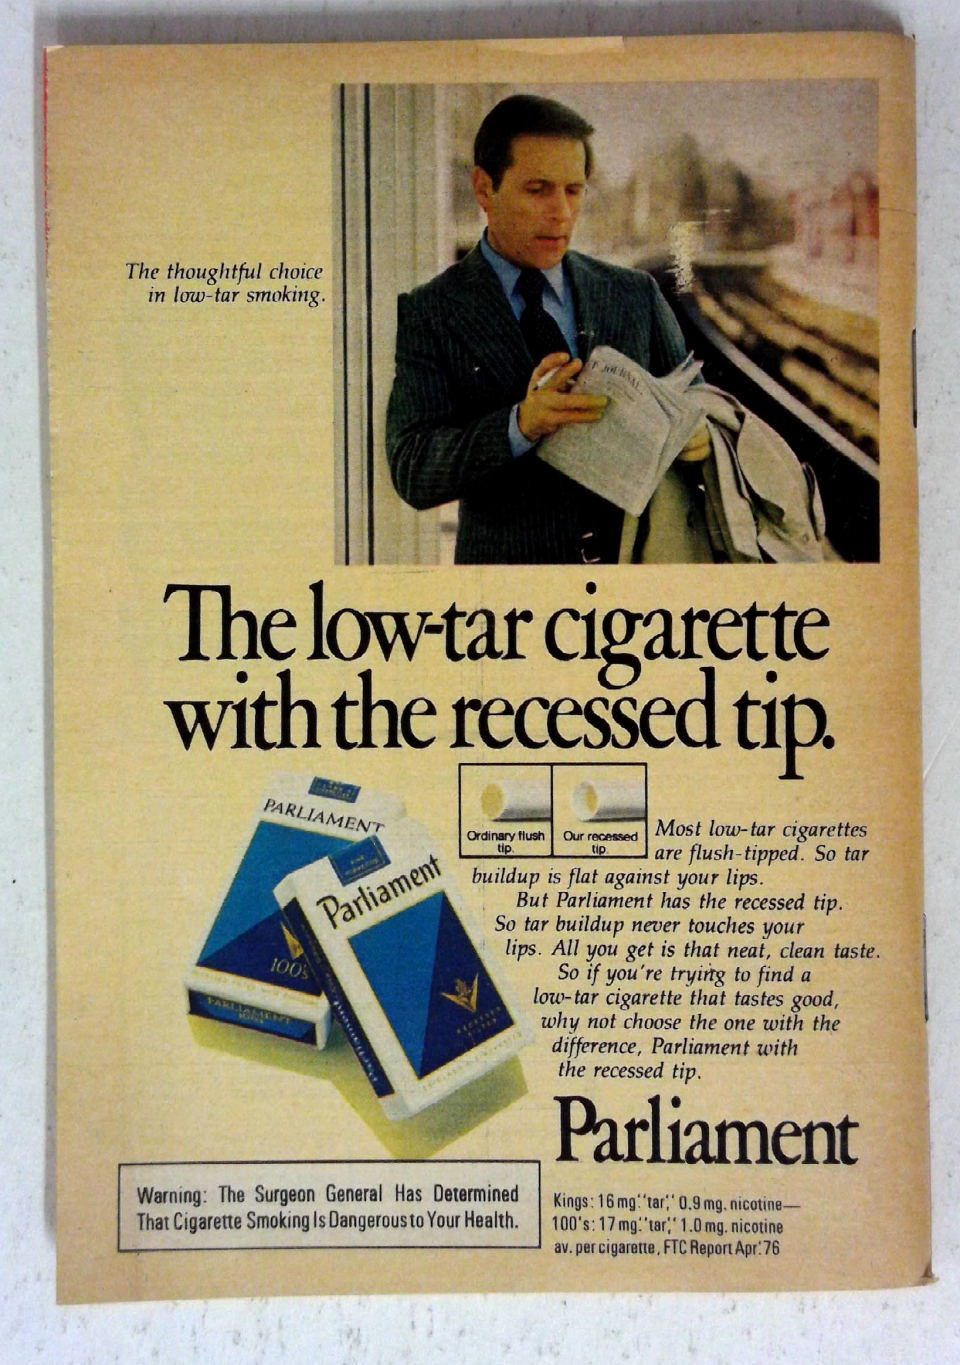 The thoughtful choice
in low-tar smoking.
JOURNAL
The low-tar cigarette
with the recessed tip.
PARLIAMENT
100's
PARLIAMENT
Parliament
RECESSED
FILTER
Ordinary flush
tip.
Our recessed
tip.
Most low-tar cigarettes
are flush-tipped. So tar
buildup is flat against your lips.
But Parliament has the recessed tip.
So tar buildup never touches your
lips. All you get is that neat, clean taste.
So if you're trying to find a
low-tar cigarette that tastes good,
why not choose the one with the
difference, Parliament with
the recessed tip.
Parliament
Warning: The Surgeon General Has Determined
That Cigarette Smoking Is Dangerous to Your Health.
Kings: 16 mg. "tar," 0.9 mg. nicotine—
100's: 17 mg. "tar," 1.0 mg. nicotine
av. per cigarette, FTC Report Apr. '76